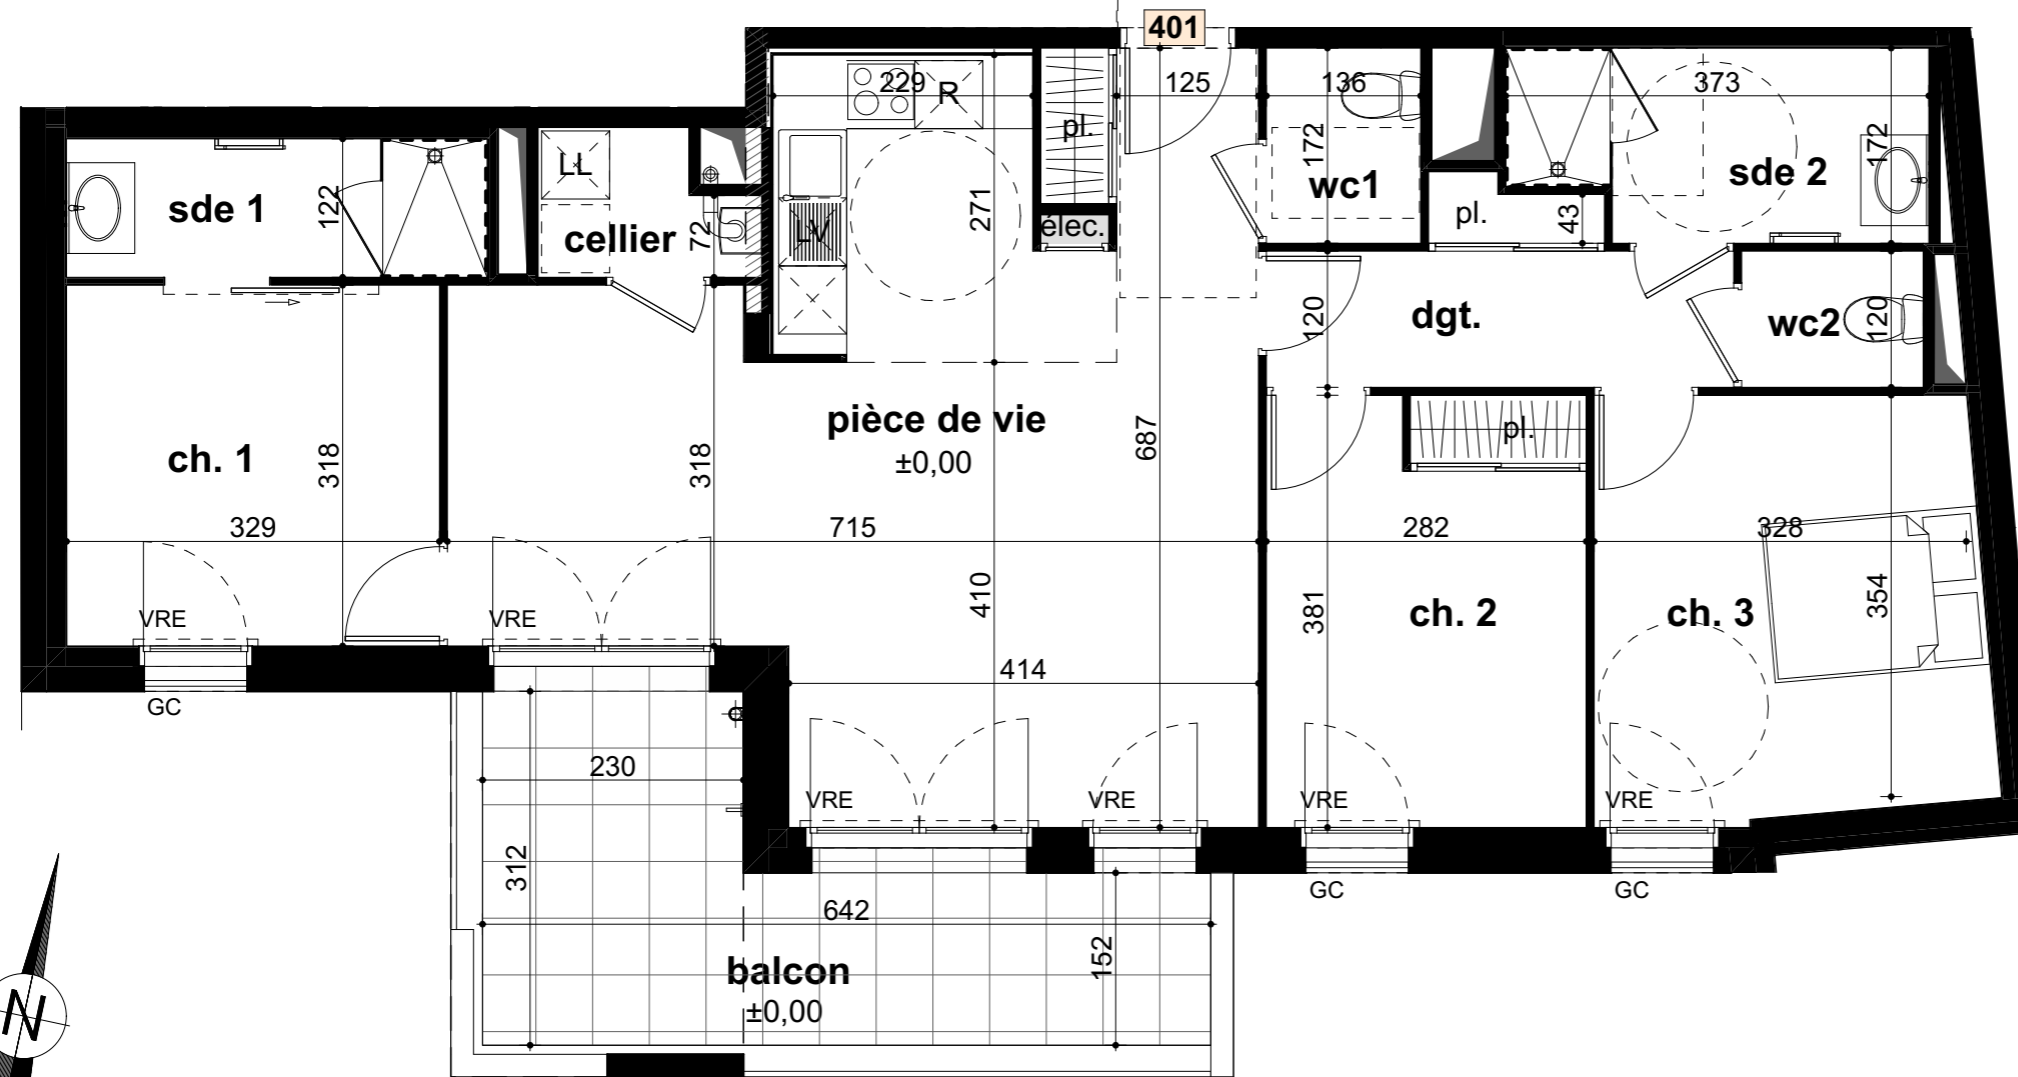 401
229
R
pl.
125
136
373
172
172
wc1
sde 2
LL
sde 1
122
cellier
72
LV
271
élec.
pl.
43
dgt.
120
wc2
120
pièce de vie
±0,00
687
pl.
ch. 1
318
318
329
715
282
328
410
381
ch. 2
ch. 3
354
VRE
VRE
414
GC
230
VRE
VRE
VRE
VRE
312
642
152
GC
GC
balcon
±0,00
N